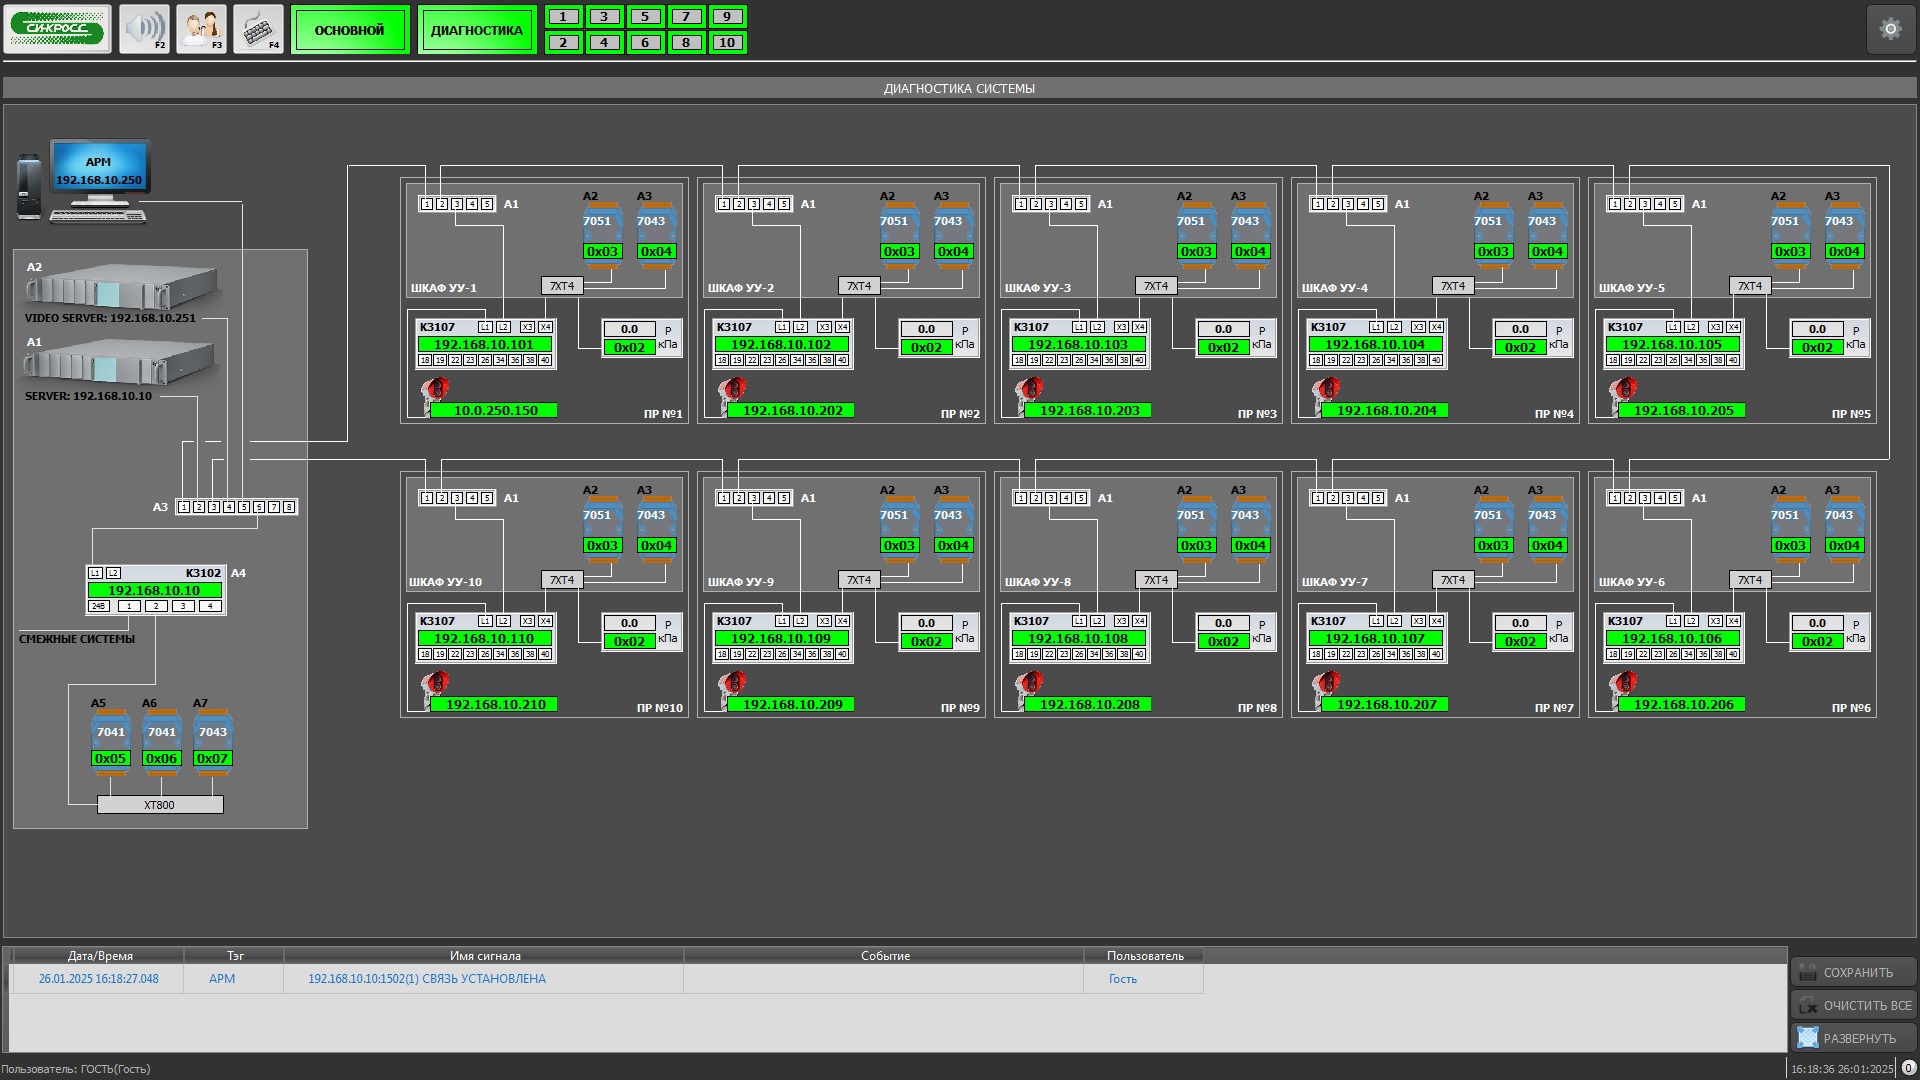 СИКРОСС
F2
F3
F4
ОСНОВНОЙ
ДИАГНОСТИКА
1 3 5 7 9
2 4 6 8 10
ДИАГНОСТИКА СИСТЕМЫ
АРМ
192.168.10.250
A2
VIDEO SERVER: 192.168.10.251
A1
SERVER: 192.168.10.10
A3 1 2 3 4 5 6 7 8
L1 L2 K3102 A4
192.168.10.10
24В 1 2 3 4
СМЕЖНЫЕ СИСТЕМЫ
A5 A6 A7
7041 7041 7043
0x05 0x06 0x07
XT800
1 2 3 4 5 A1 A2 A3
7051 7043
0x03 0x04
ШКАФ УУ-1 7XT4
K3107 L1 L2 X3 X4 0.0 P
192.168.10.101 0x02 кПа
18 19 22 23 26 34 36 38 40
10.0.250.150 ПР №1
1 2 3 4 5 A1 A2 A3
7051 7043
0x03 0x04
ШКАФ УУ-2 7XT4
K3107 L1 L2 X3 X4 0.0 P
192.168.10.102 0x02 кПа
18 19 22 23 26 34 36 38 40
192.168.10.202 ПР №2
1 2 3 4 5 A1 A2 A3
7051 7043
0x03 0x04
ШКАФ УУ-3 7XT4
K3107 L1 L2 X3 X4 0.0 P
192.168.10.103 0x02 кПа
18 19 22 23 26 34 36 38 40
192.168.10.203 ПР №3
1 2 3 4 5 A1 A2 A3
7051 7043
0x03 0x04
ШКАФ УУ-4 7XT4
K3107 L1 L2 X3 X4 0.0 P
192.168.10.104 0x02 кПа
18 19 22 23 26 34 36 38 40
192.168.10.204 ПР №4
1 2 3 4 5 A1 A2 A3
7051 7043
0x03 0x04
ШКАФ УУ-5 7XT4
K3107 L1 L2 X3 X4 0.0 P
192.168.10.105 0x02 кПа
18 19 22 23 26 34 36 38 40
192.168.10.205 ПР №5
1 2 3 4 5 A1 A2 A3
7051 7043
0x03 0x04
ШКАФ УУ-10 7XT4
K3107 L1 L2 X3 X4 0.0 P
192.168.10.110 0x02 кПа
18 19 22 23 26 34 36 38 40
192.168.10.210 ПР №10
1 2 3 4 5 A1 A2 A3
7051 7043
0x03 0x04
ШКАФ УУ-9 7XT4
K3107 L1 L2 X3 X4 0.0 P
192.168.10.109 0x02 кПа
18 19 22 23 26 34 36 38 40
192.168.10.209 ПР №9
1 2 3 4 5 A1 A2 A3
7051 7043
0x03 0x04
ШКАФ УУ-8 7XT4
K3107 L1 L2 X3 X4 0.0 P
192.168.10.108 0x02 кПа
18 19 22 23 26 34 36 38 40
192.168.10.208 ПР №8
1 2 3 4 5 A1 A2 A3
7051 7043
0x03 0x04
ШКАФ УУ-7 7XT4
K3107 L1 L2 X3 X4 0.0 P
192.168.10.107 0x02 кПа
18 19 22 23 26 34 36 38 40
192.168.10.207 ПР №7
1 2 3 4 5 A1 A2 A3
7051 7043
0x03 0x04
ШКАФ УУ-6 7XT4
K3107 L1 L2 X3 X4 0.0 P
192.168.10.106 0x02 кПа
18 19 22 23 26 34 36 38 40
192.168.10.206 ПР №6
Дата/Время Тэг Имя сигнала Событие Пользователь
26.01.2025 16:18:27.048 АРМ 192.168.10.10:1502(1) СВЯЗЬ УСТАНОВЛЕНА Гость
СОХРАНИТЬ
ОЧИСТИТЬ ВСЕ
РАЗВЕРНУТЬ
Пользователь: ГОСТЬ(Гость)
16:18:36 26:01:2025 0